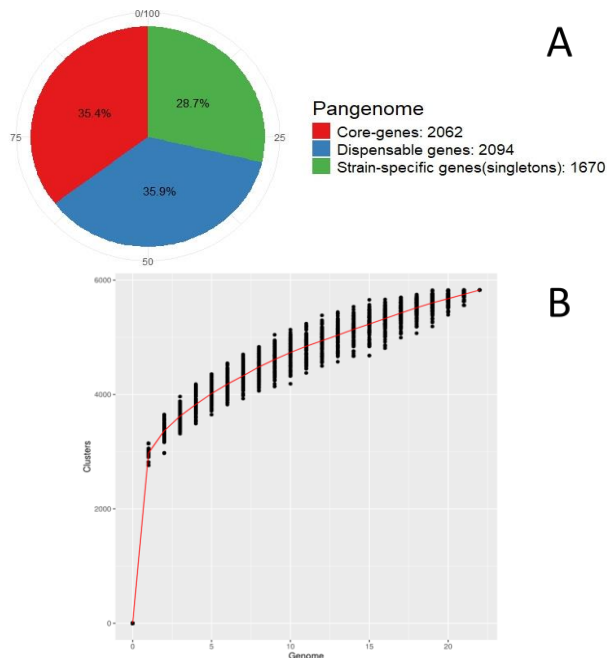 A
0/100
28.7%
35.4%
75
25
35.9%
50
Pangenome
Core-genes: 2062
Dispensable genes: 2094
Strain-specific genes(singletons): 1670
B
6000
4000
2000
0
Clusters
0
5
10
15
20
Genome